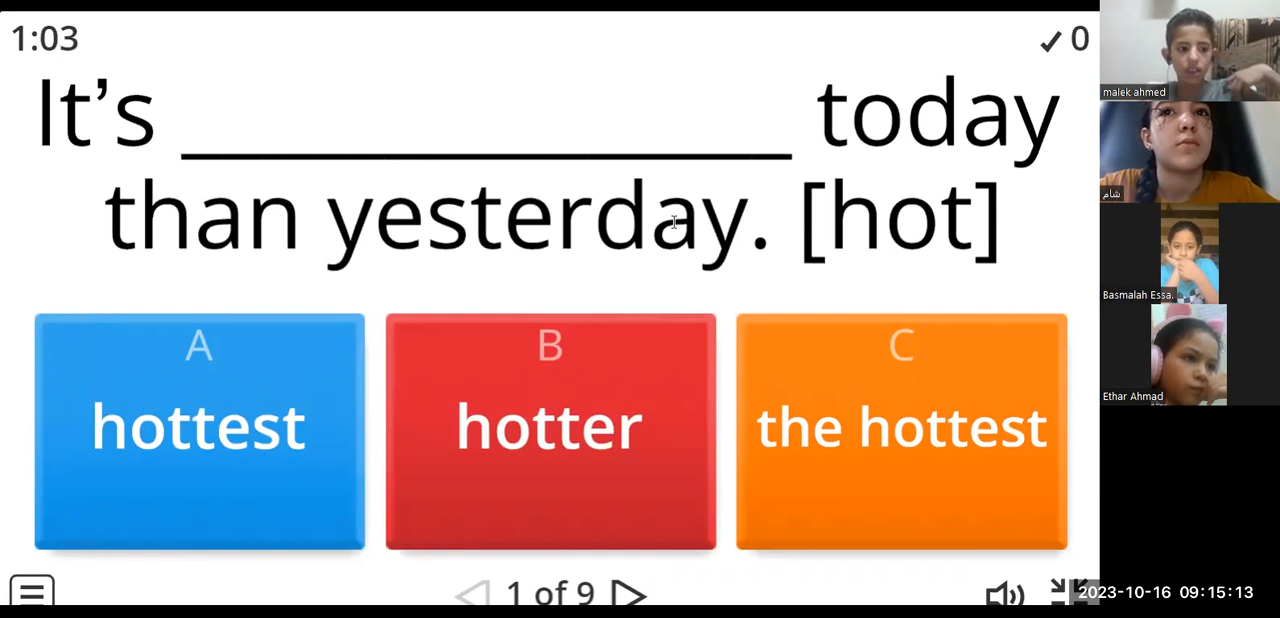 1:03
✓ 0
It’s ______________ today
than yesterday. [hot]
A
hottest
B
hotter
C
the hottest
1 of 9
malek ahmed
شام
Basmalah Essa.
Ethar Ahmad
2023-10-16 09:15:13